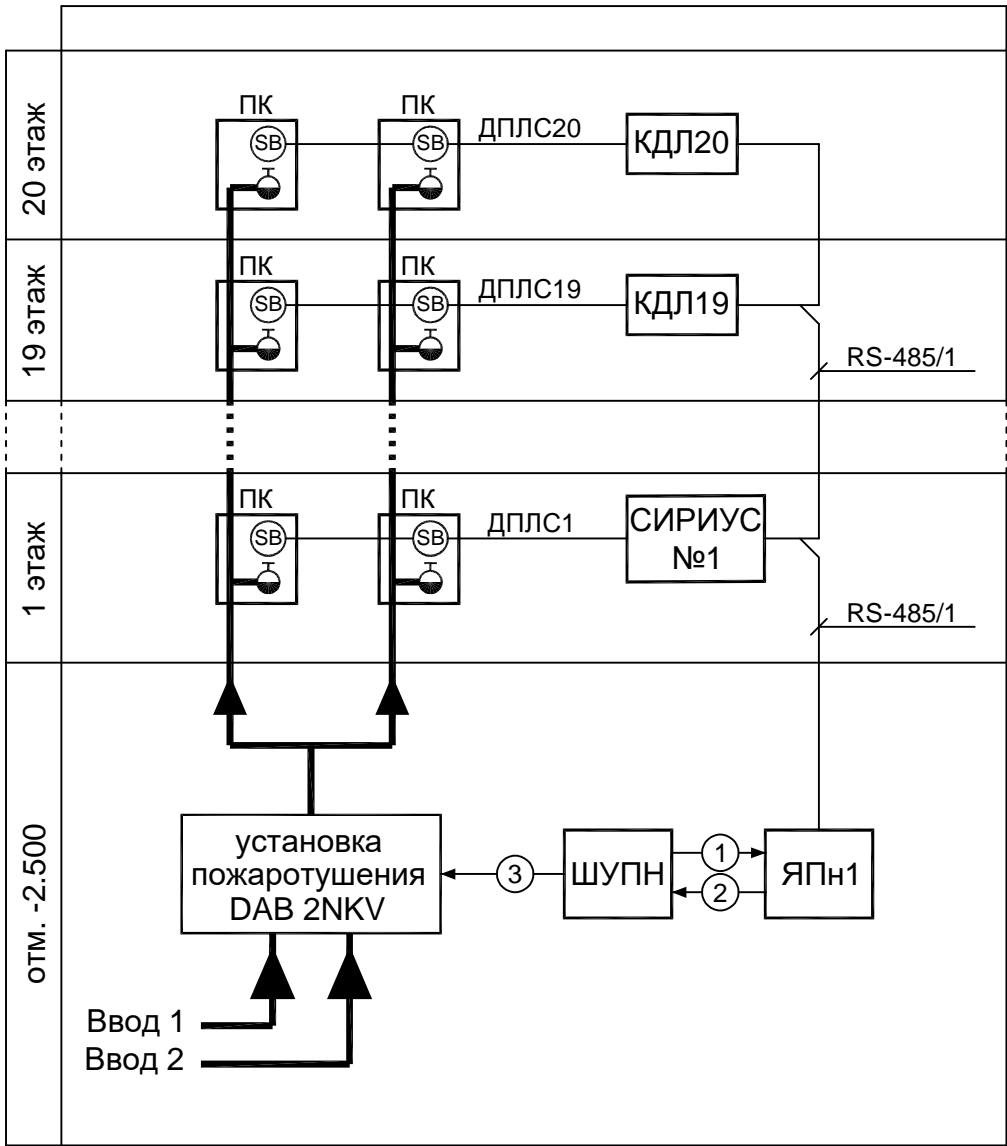 20 этаж
ПК
ПК
SB
SB
ДПЛС20
КДЛ20
19 этаж
ПК
ПК
SB
SB
ДПЛС19
КДЛ19
RS-485/1
1 этаж
ПК
ПК
SB
SB
ДПЛС1
СИРИУС
№1
RS-485/1
отм. -2.500
установка
пожаротушения
DAB 2NKV
3
ШУПН
1
2
ЯПн1
Ввод 1
Ввод 2